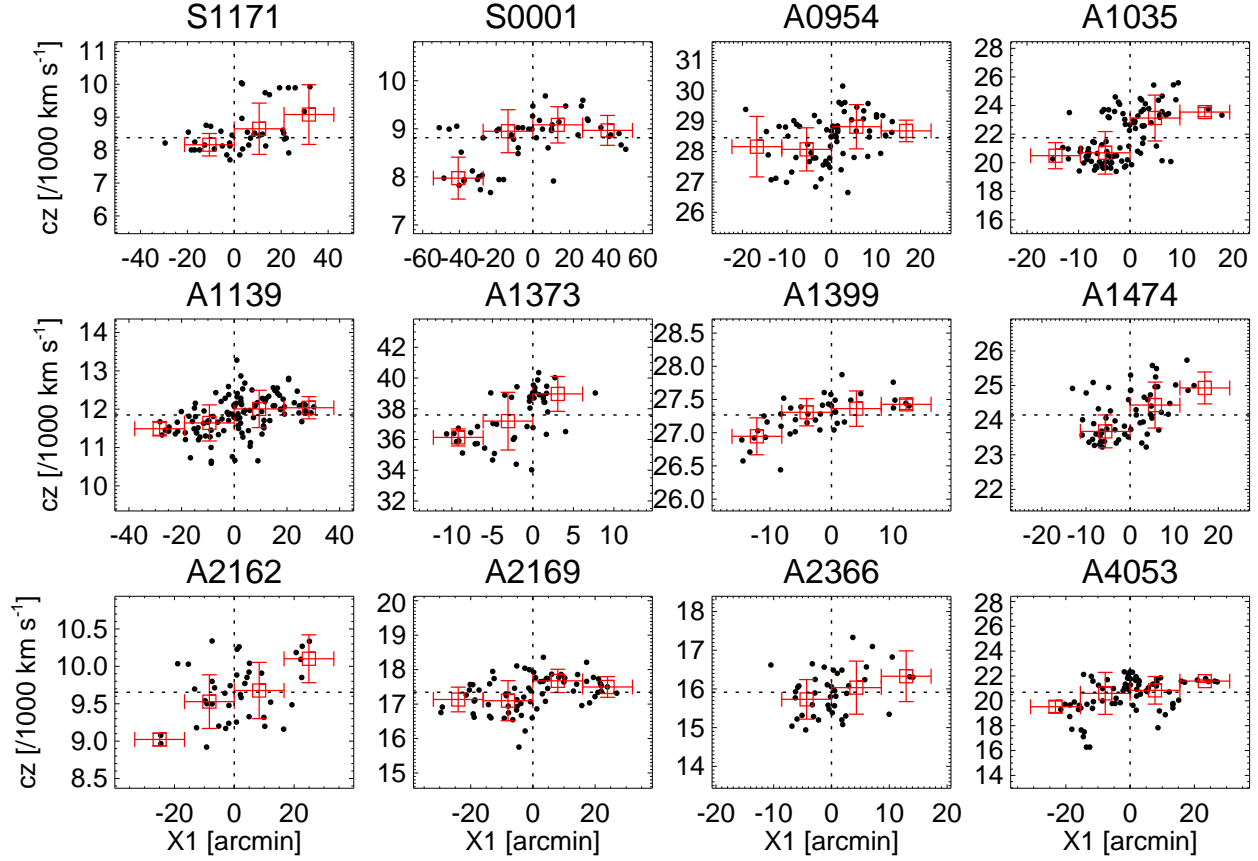 S1171 S0001 A0954 A1035
cz [/1000 km s⁻¹]
11 10 9 8 7 6
10 9 8 7
31 30 29 28 27 26
28 26 24 22 20 18 16
-40 -20 0 20 40
-60 -40 -20 0 20 40 60
-20 -10 0 10 20
-20 -10 0 10 20
A1139 A1373 A1399 A1474
cz [/1000 km s⁻¹]
14 13 12 11 10
42 40 38 36 34 32
28.5 28.0 27.5 27.0 26.5 26.0
26 25 24 23 22
-40 -20 0 20 40
-10 -5 0 5 10
-10 0 10
-20 -10 0 10 20
A2162 A2169 A2366 A4053
cz [/1000 km s⁻¹]
10.5 10.0 9.5 9.0 8.5
20 19 18 17 16 15
18 17 16 15 14
28 26 24 22 20 18 16 14
-20 0 20
-20 0 20
-20 -10 0 10 20
-20 0 20
X1 [arcmin] X1 [arcmin] X1 [arcmin] X1 [arcmin]